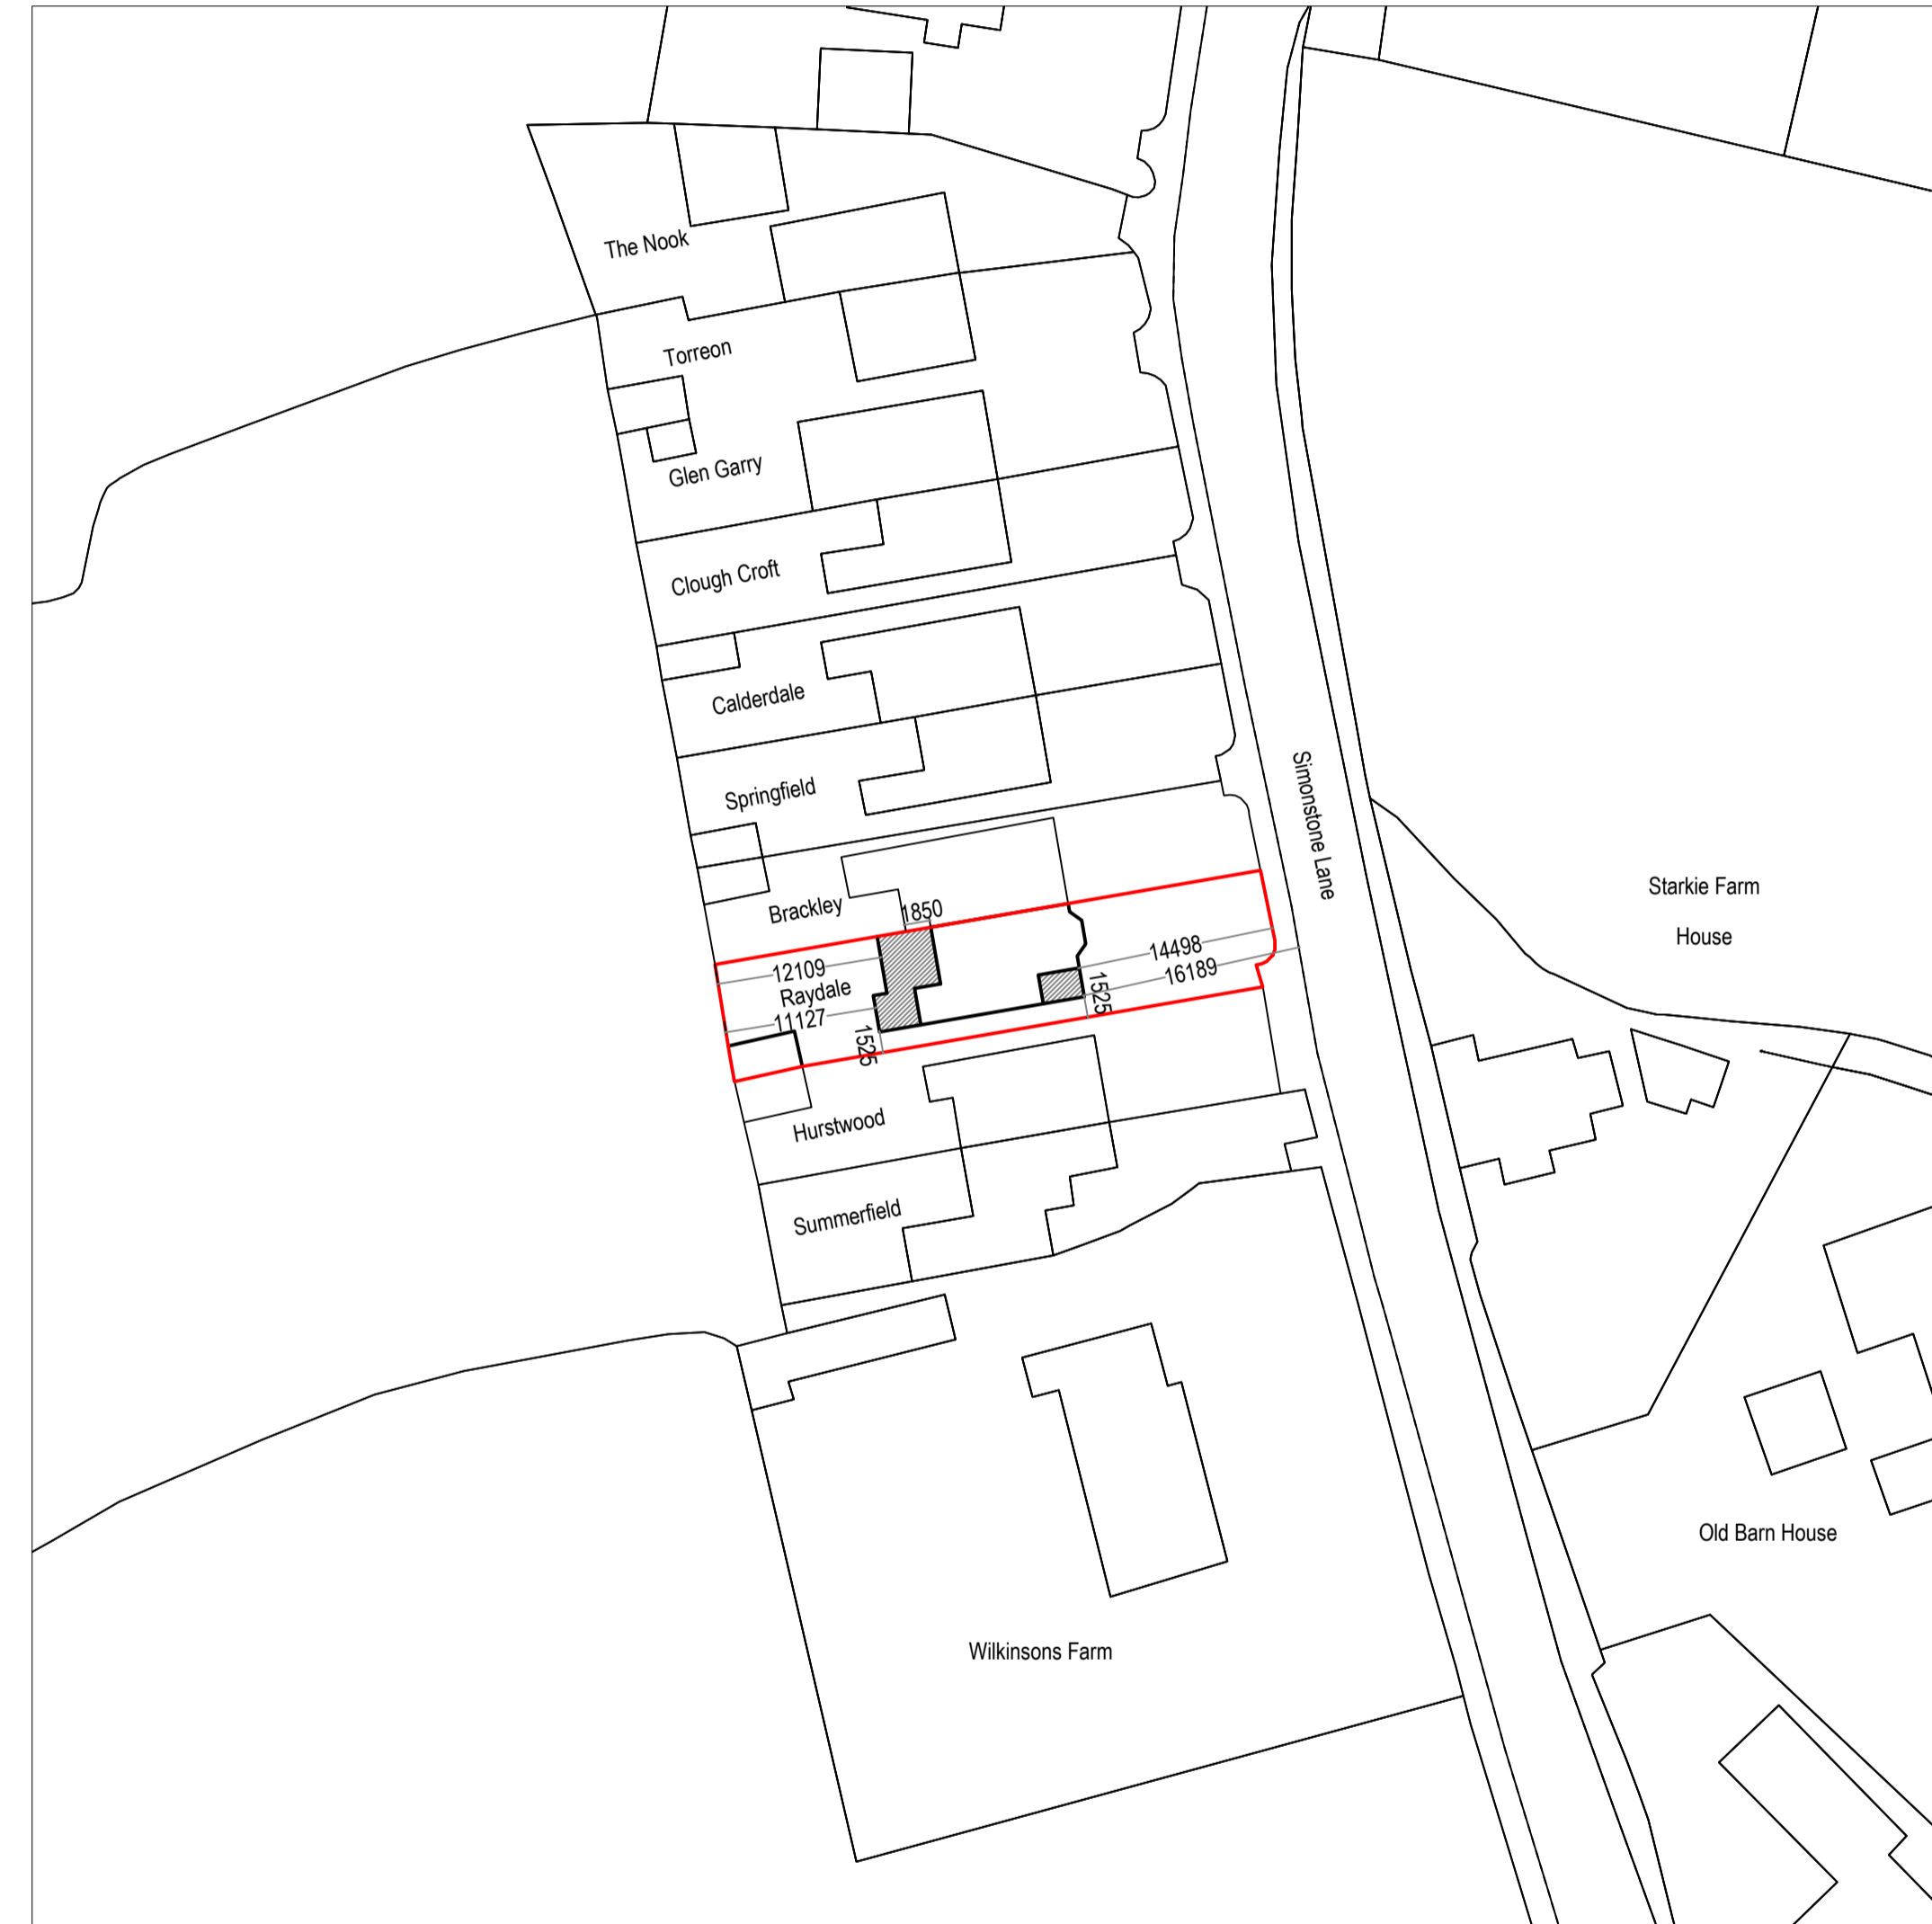 The Nook
Torreon
Glen Garry
Clough Croft
Calderdale
Springfield
Simonstone Lane
Starkie Farm
House
Brackley
1850
14498
12109
16189
Raydale
1525
11127
1525
Hurstwood
Summerfield
Old Barn House
Wilkinsons Farm